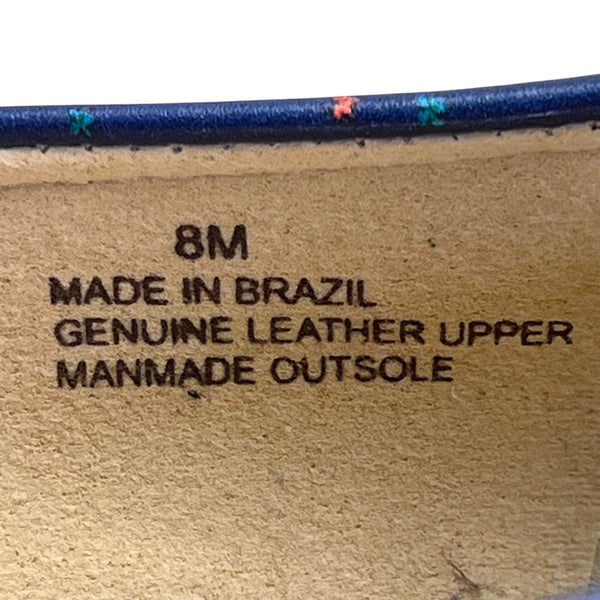 8M
MADE IN BRAZIL
GENUINE LEATHER UPPER
MANMADE OUTSOLE